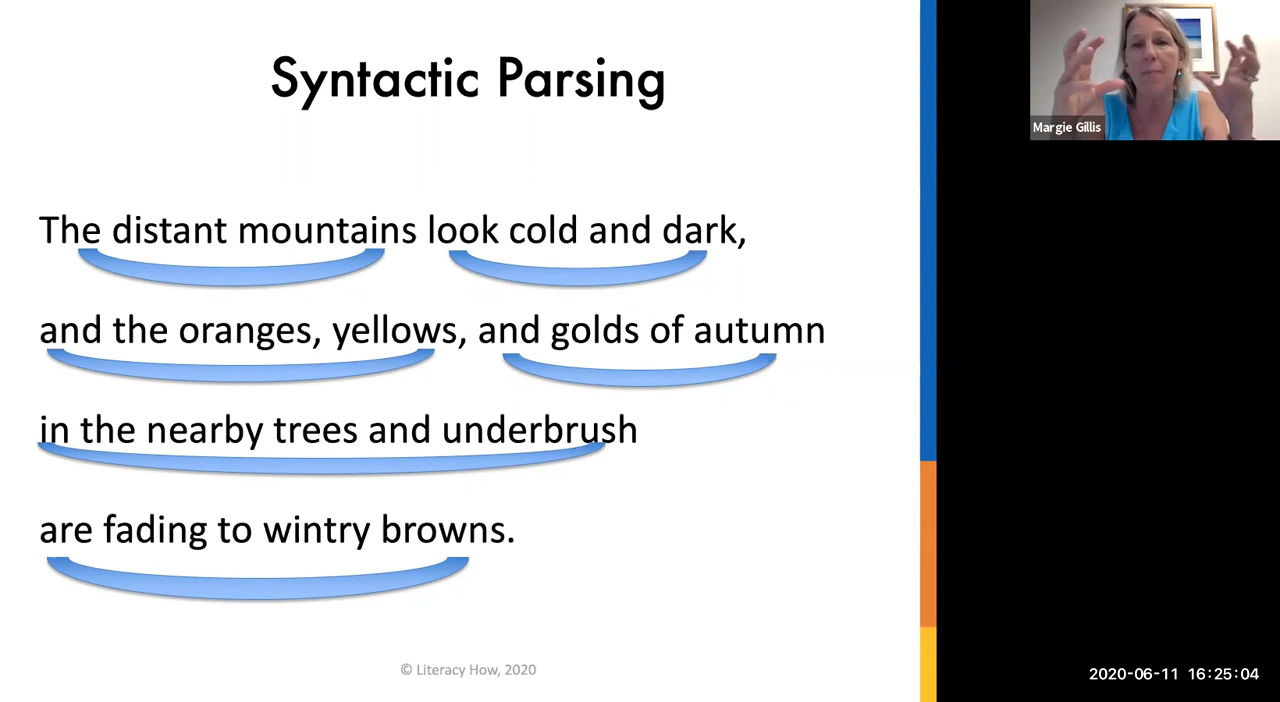 Syntactic Parsing
Margie Gillis
The distant mountains look cold and dark,
and the oranges, yellows, and golds of autumn
in the nearby trees and underbrush
are fading to wintry browns.
© Literacy How, 2020
2020-06-11 16:25:04